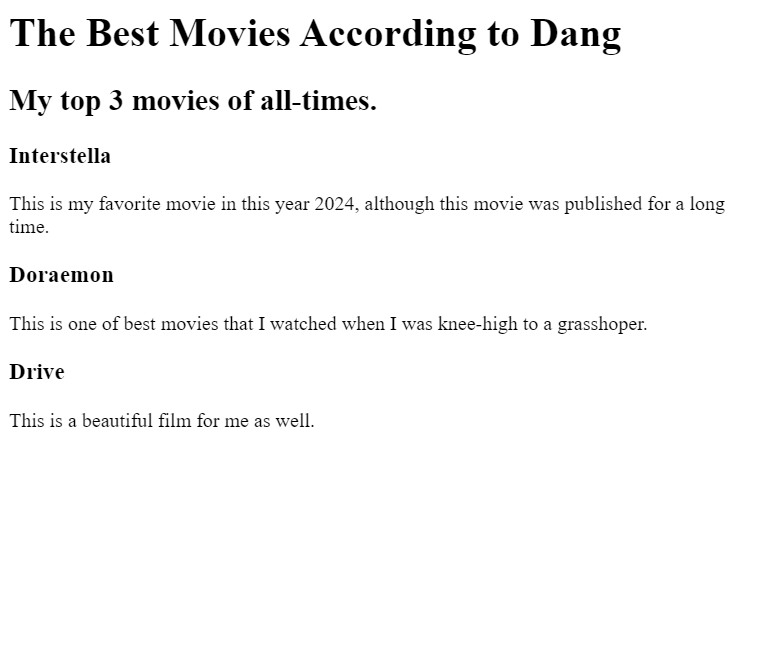 The Best Movies According to Dang
My top 3 movies of all-times.
Interstella
This is my favorite movie in this year 2024, although this movie was published for a long
time.
Doraemon
This is one of best movies that I watched when I was knee-high to a grasshoper.
Drive
This is a beautiful film for me as well.